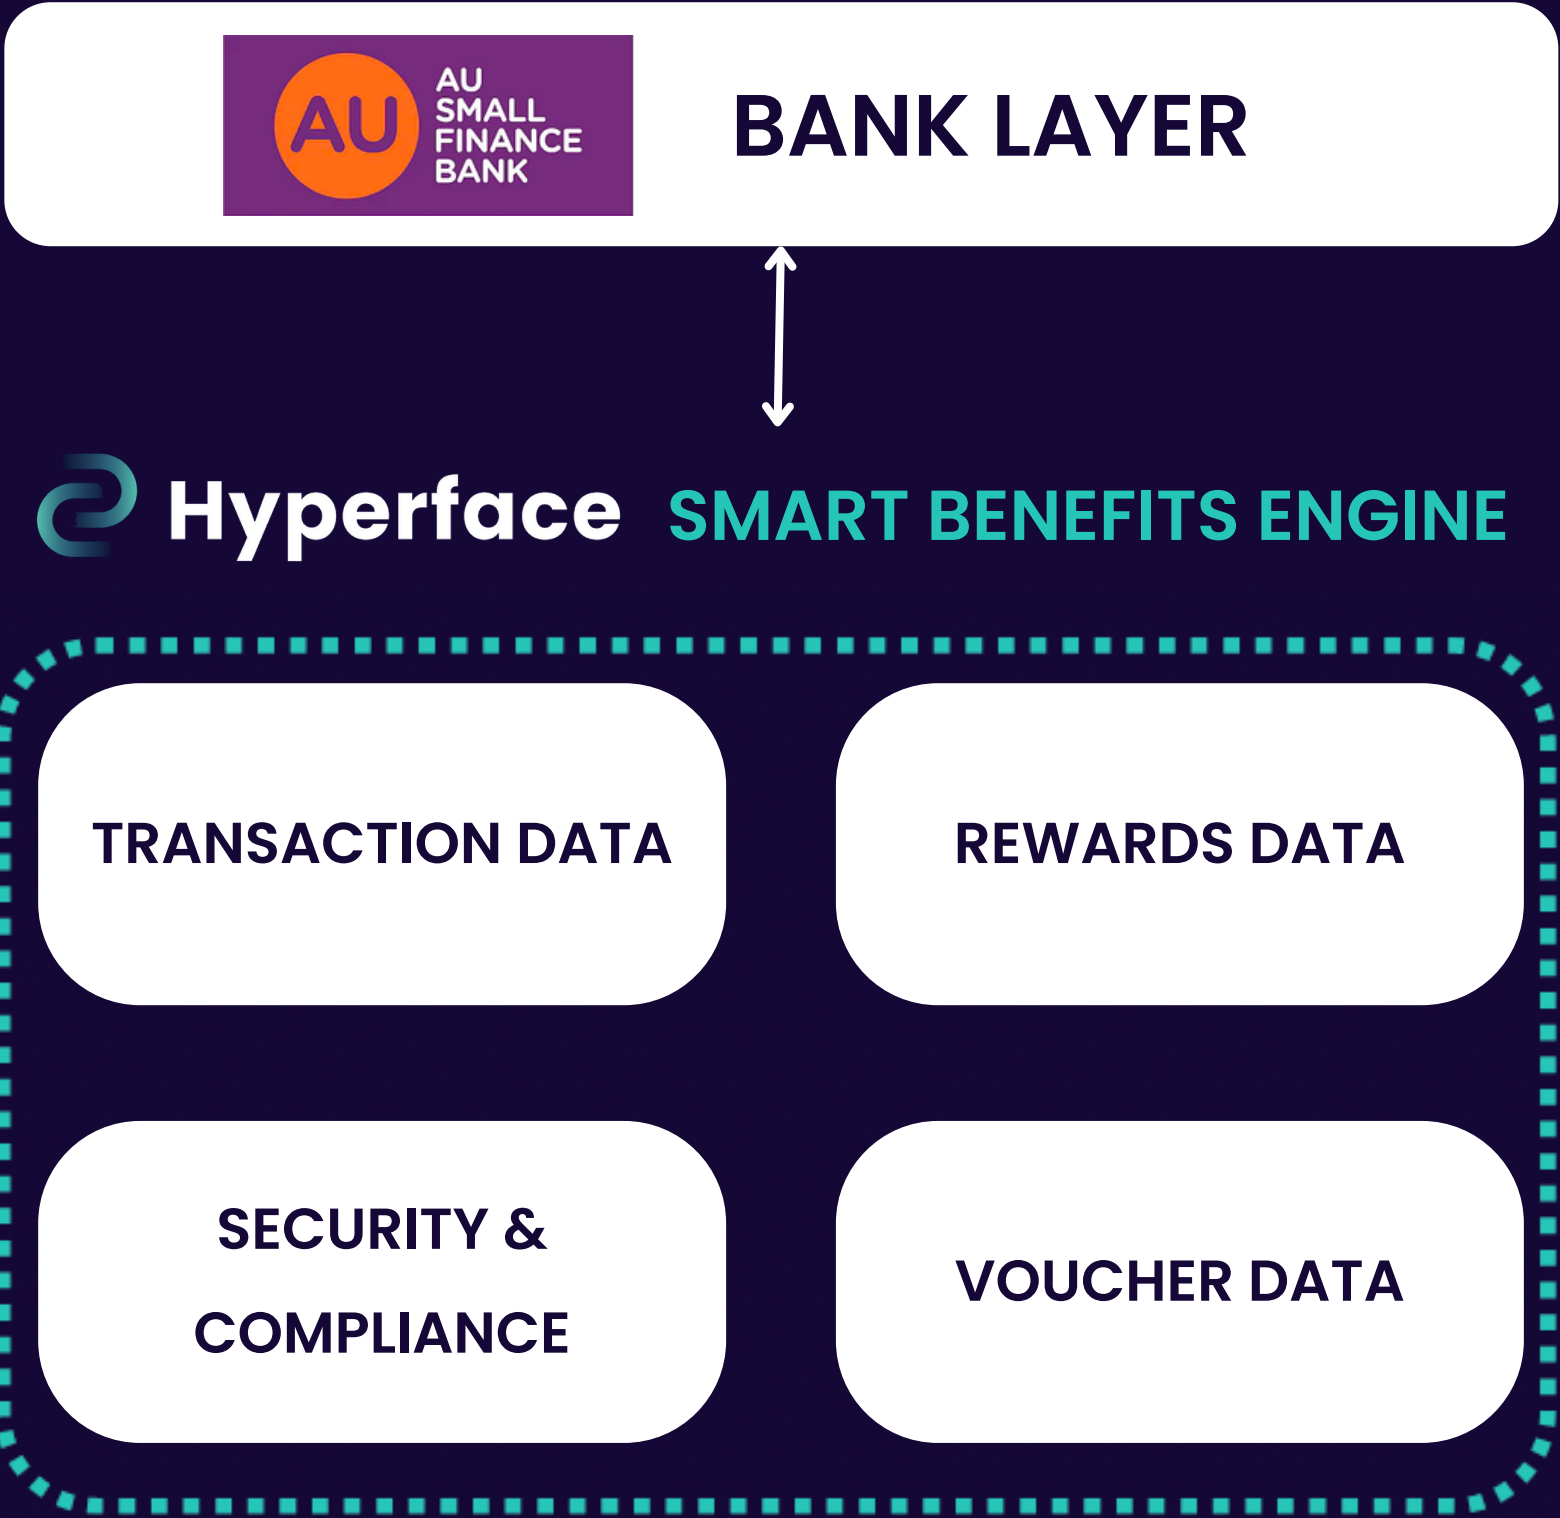 AU
AU
SMALL
FINANCE
BANK
BANK LAYER
Hyperface SMART BENEFITS ENGINE
TRANSACTION DATA
REWARDS DATA
SECURITY &
COMPLIANCE
VOUCHER DATA